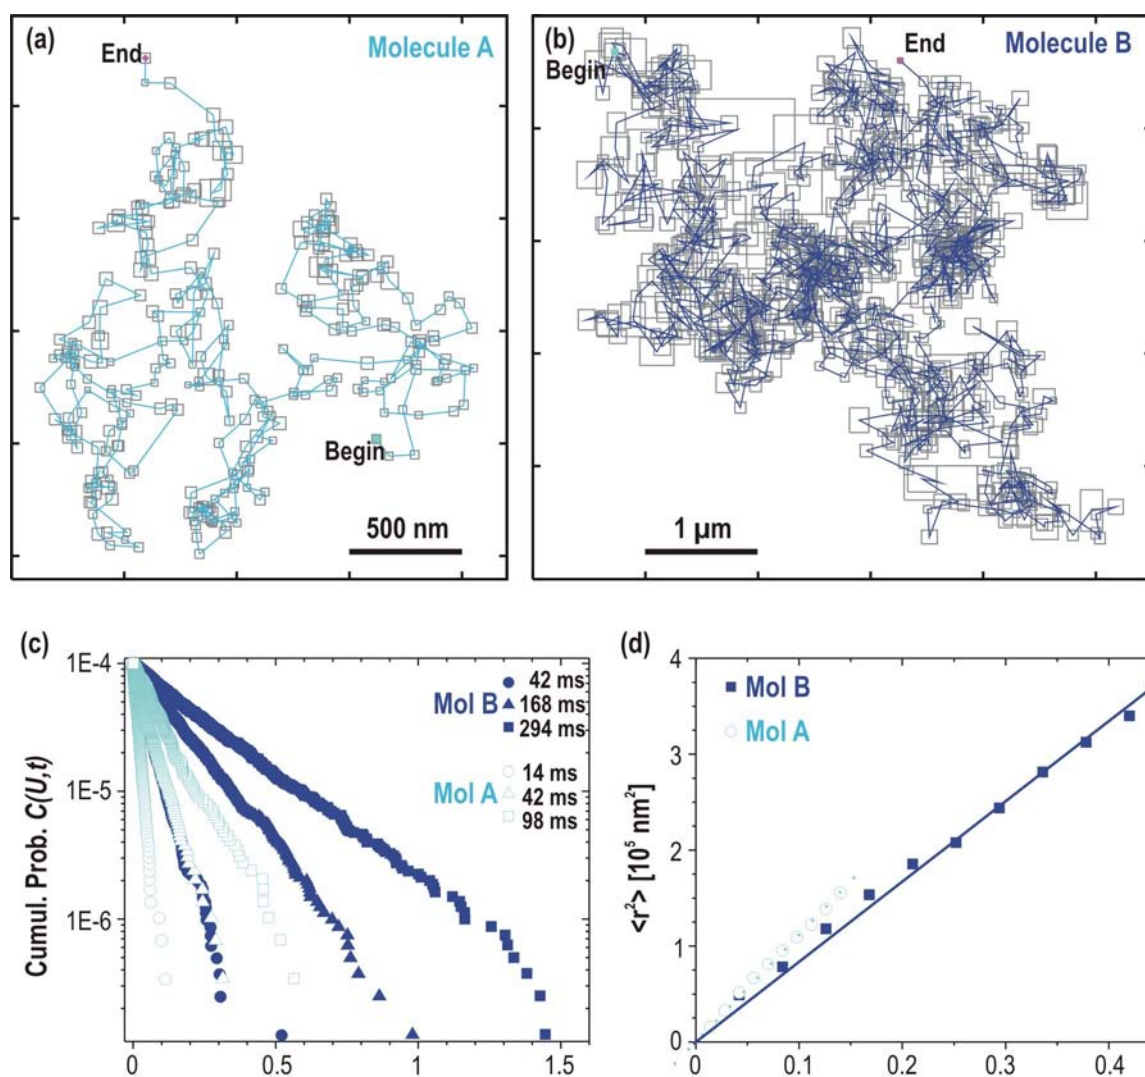 (a)
End
Molecule A
Begin
500 nm
(b)
Begin
End
Molecule B
1 µm
(c)
Cumul. Prob. C(U,t)
1E-4
1E-5
1E-6
Mol B
42 ms
168 ms
294 ms
Mol A
14 ms
42 ms
98 ms
0 0.5 1 1.5
(d)
<r²> [10⁵ nm²]
4
3
2
1
0
Mol B
Mol A
0 0.1 0.2 0.3 0.4